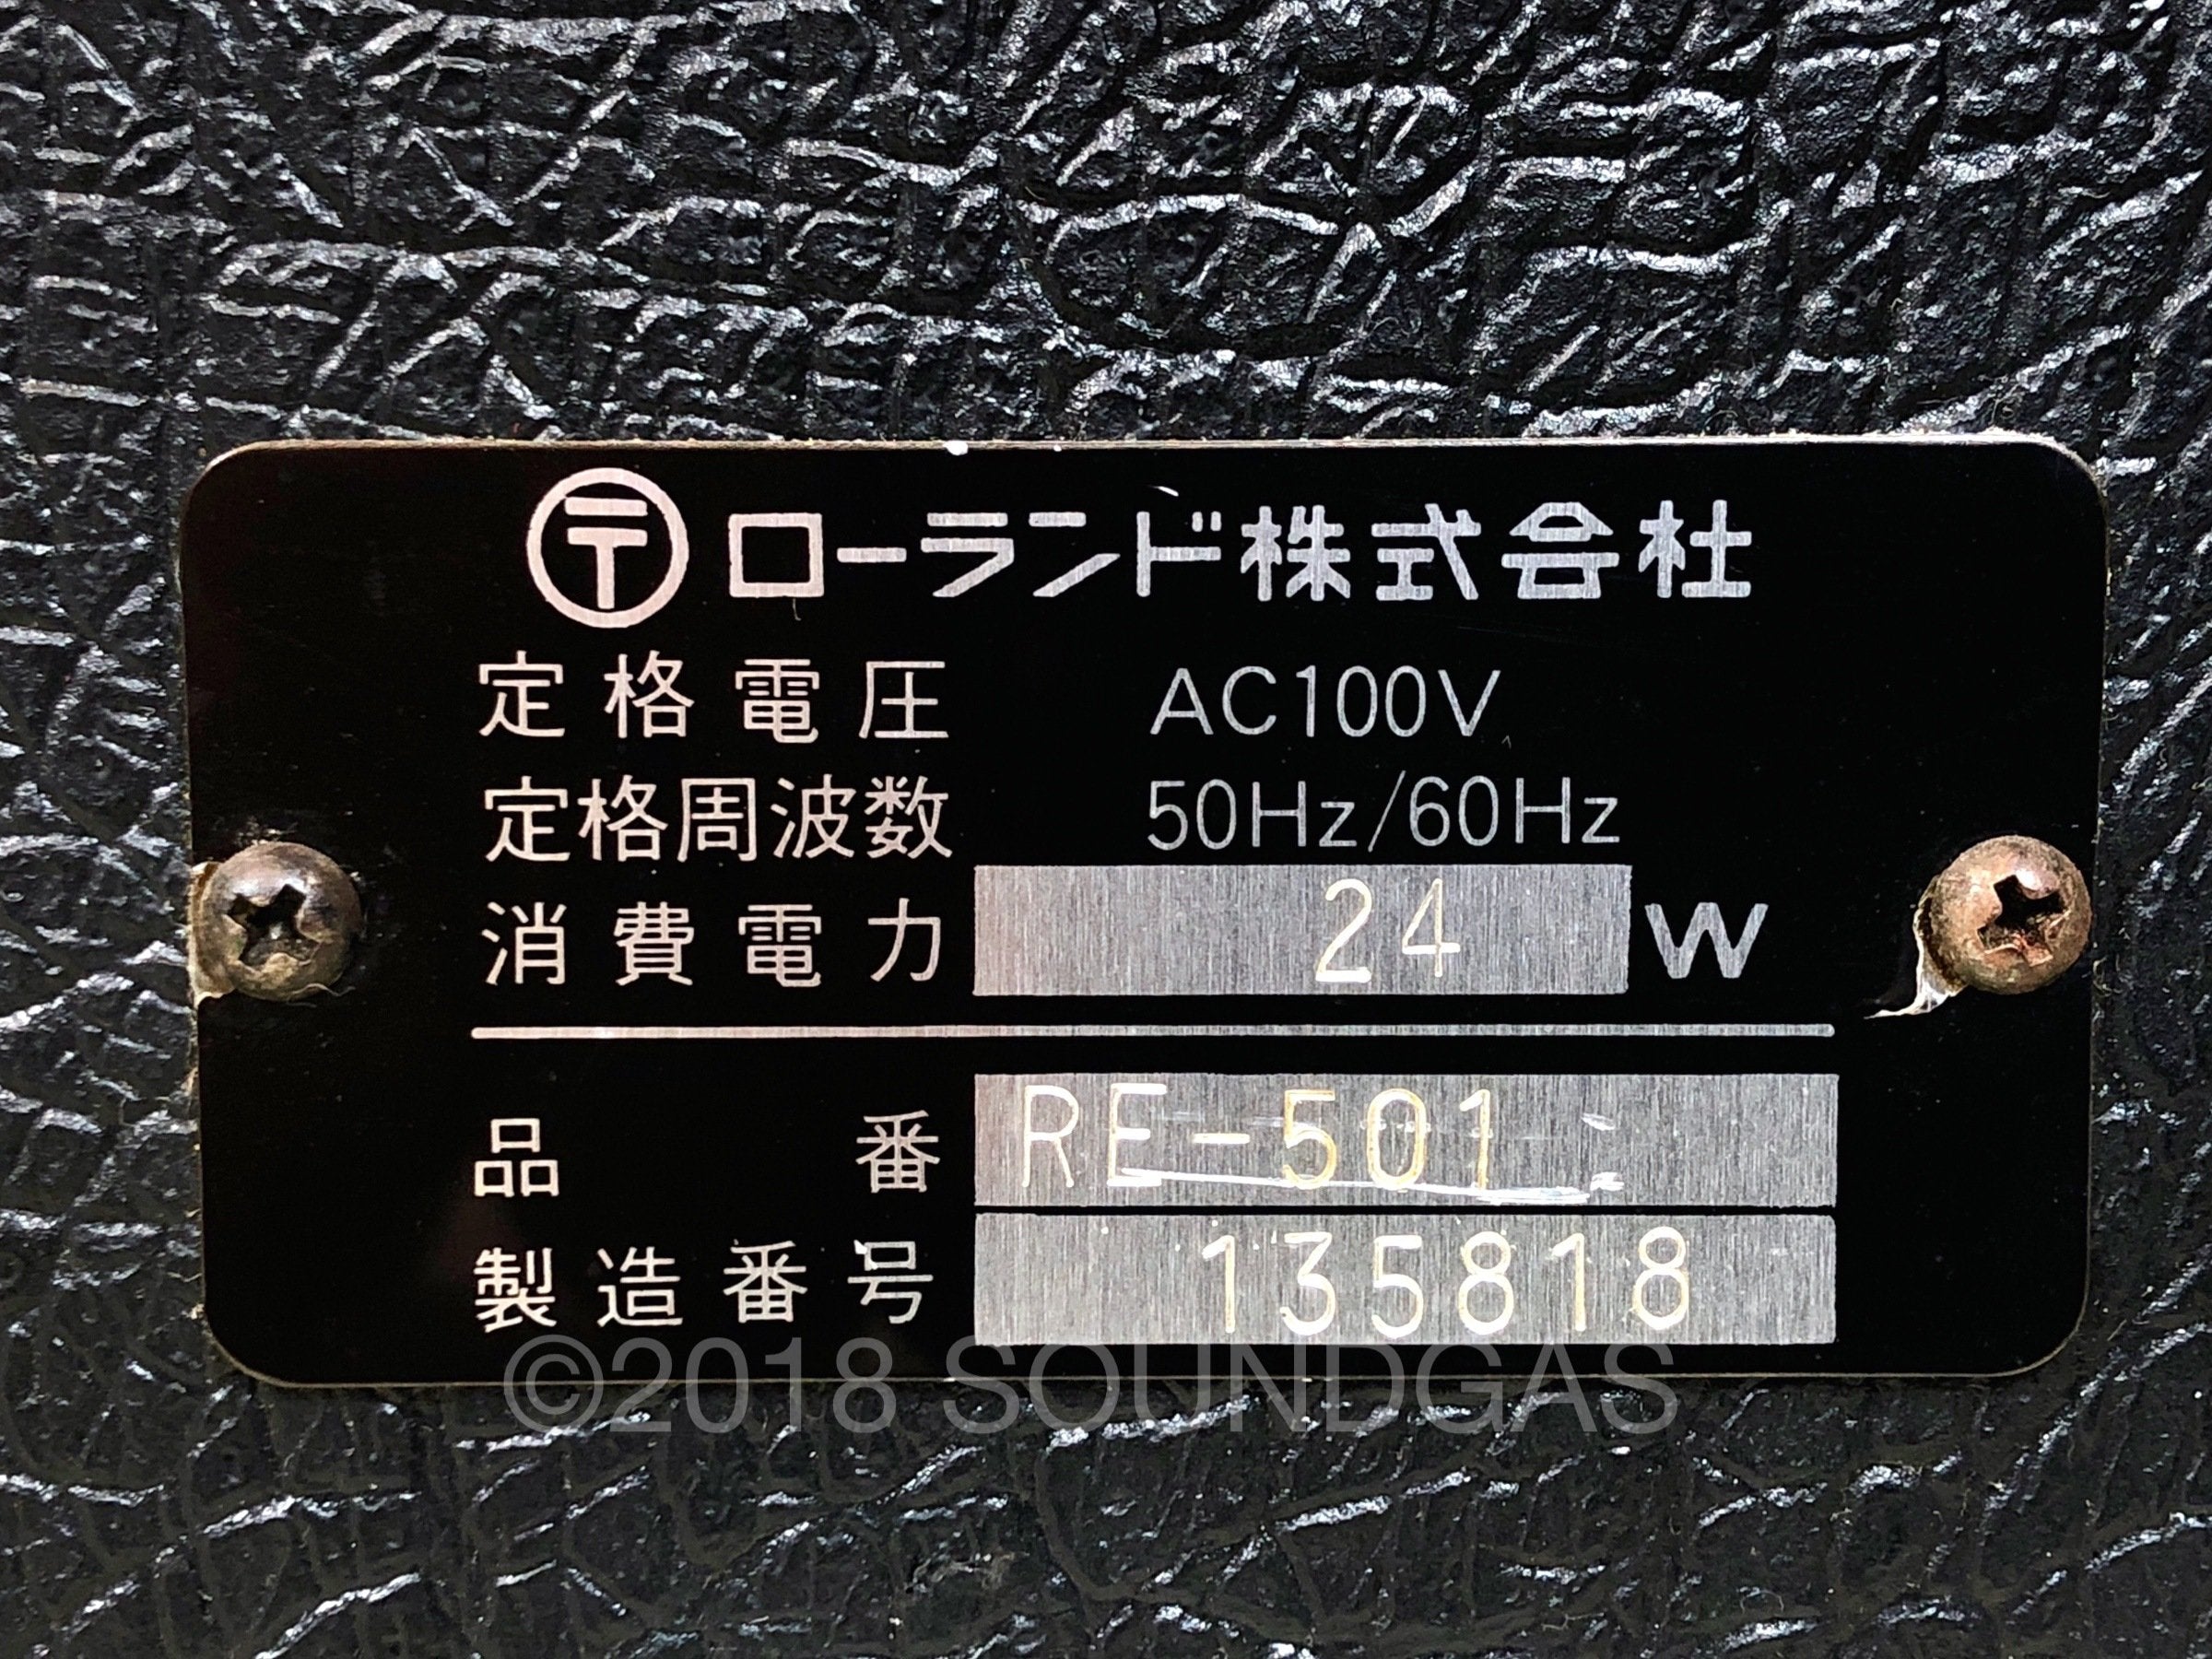 〒 ローランド株式会社
定格電圧 AC100V
定格周波数 50Hz/60Hz
消費電力 24 W
品番 RE-501
製造番号 135818
©2018 SOUNDGAS